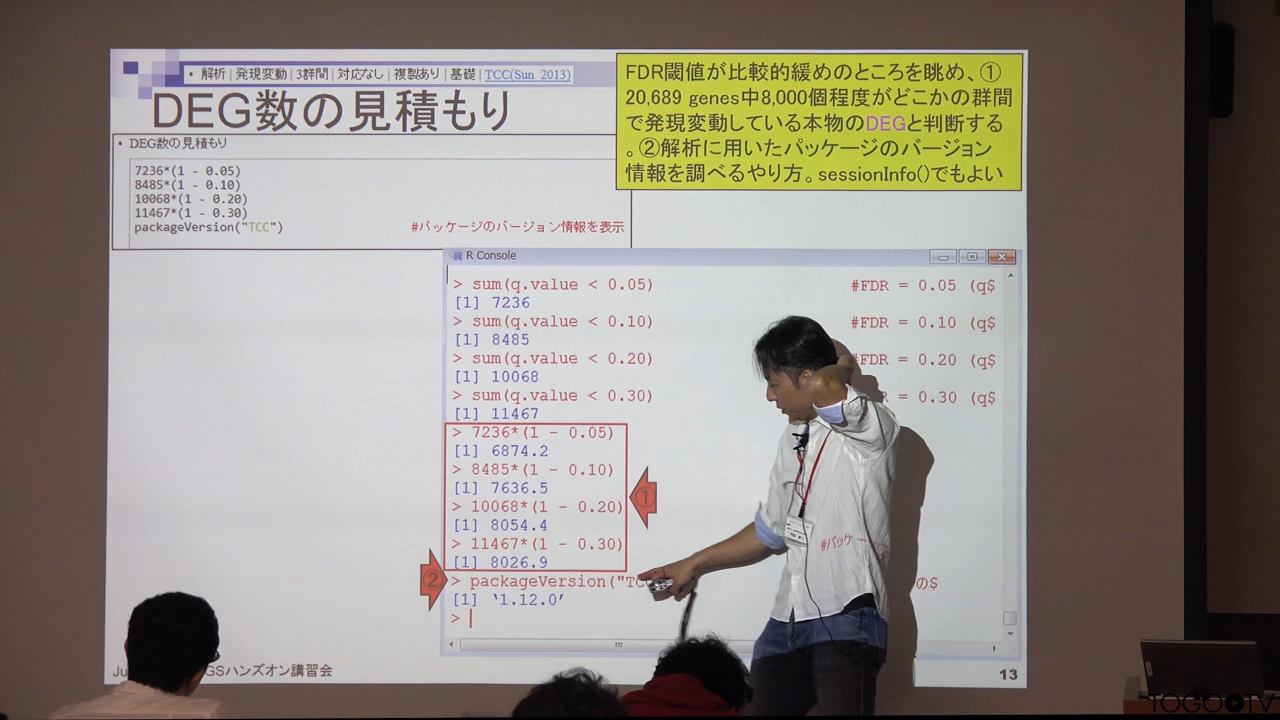 • 解析 | 発現変動 | 3群間 | 対応なし | 複製あり | 基礎 | TCC(Sun_2013)
DEG数の見積もり
FDR閾値が比較的緩めのところを眺め、①
20,689 genes中8,000個程度がどこかの群間
で発現変動している本物のDEGと判断する
。②解析に用いたパッケージのバージョン
情報を調べるやり方。sessionInfo()でもよい
• DEG数の見積もり
7236*(1 - 0.05)
8485*(1 - 0.10)
10068*(1 - 0.20)
11467*(1 - 0.30)
packageVersion("TCC") #パッケージのバージョン情報を表示
R Console
> sum(q.value < 0.05) #FDR = 0.05 (q$
[1] 7236
> sum(q.value < 0.10) #FDR = 0.10 (q$
[1] 8485
> sum(q.value < 0.20) #FDR = 0.20 (q$
[1] 10068
> sum(q.value < 0.30) = 0.30 (q$
[1] 11467
> 7236*(1 - 0.05)
[1] 6874.2
> 8485*(1 - 0.10)
[1] 7636.5
①
> 10068*(1 - 0.20)
[1] 8054.4
> 11467*(1 - 0.30) #パッケー
[1] 8026.9
② > packageVersion("TC の$
[1] ‘1.12.0’
>
GSハンズオン講習会
13
TOGOTV